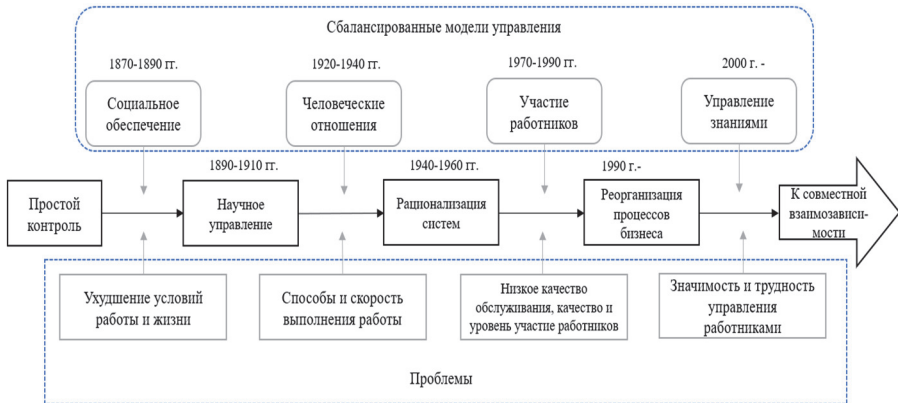 Сбалансированные модели управления
1870-1890 гг.
1920-1940 гг.
1970-1990 гг.
2000 г. -
Социальное
обеспечение
Человеческие
отношения
Участие
работников
Управление
знаниями
1890-1910 гг.
1940-1960 гг.
1990 г.-
Простой
контроль
Научное
управление
Рационализация
систем
Реорганизация
процессов
бизнеса
К совместной
взаимозависи-
мости
Ухудшение условий
работы и жизни
Способы и скорость
выполнения работы
Низкое качество
обслуживания, качество и
уровень участие работников
Значимость и трудность
управления
работниками
Проблемы